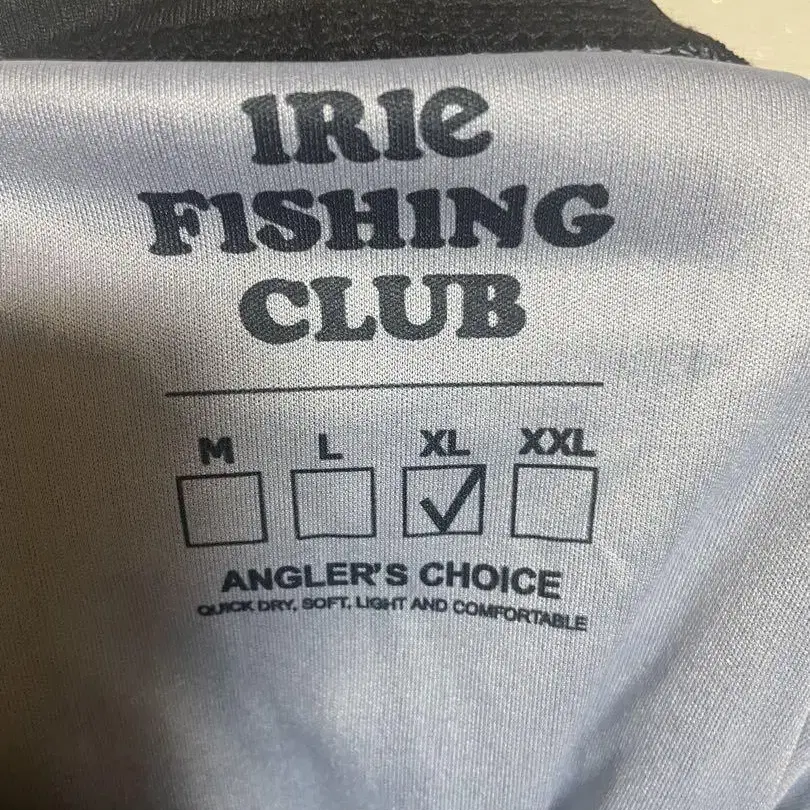 IRIe
FISHING
CLUB
M L XL XXL
ANGLER'S CHOICE
QUICK DRY, SOFT, LIGHT AND COMFORTABLE